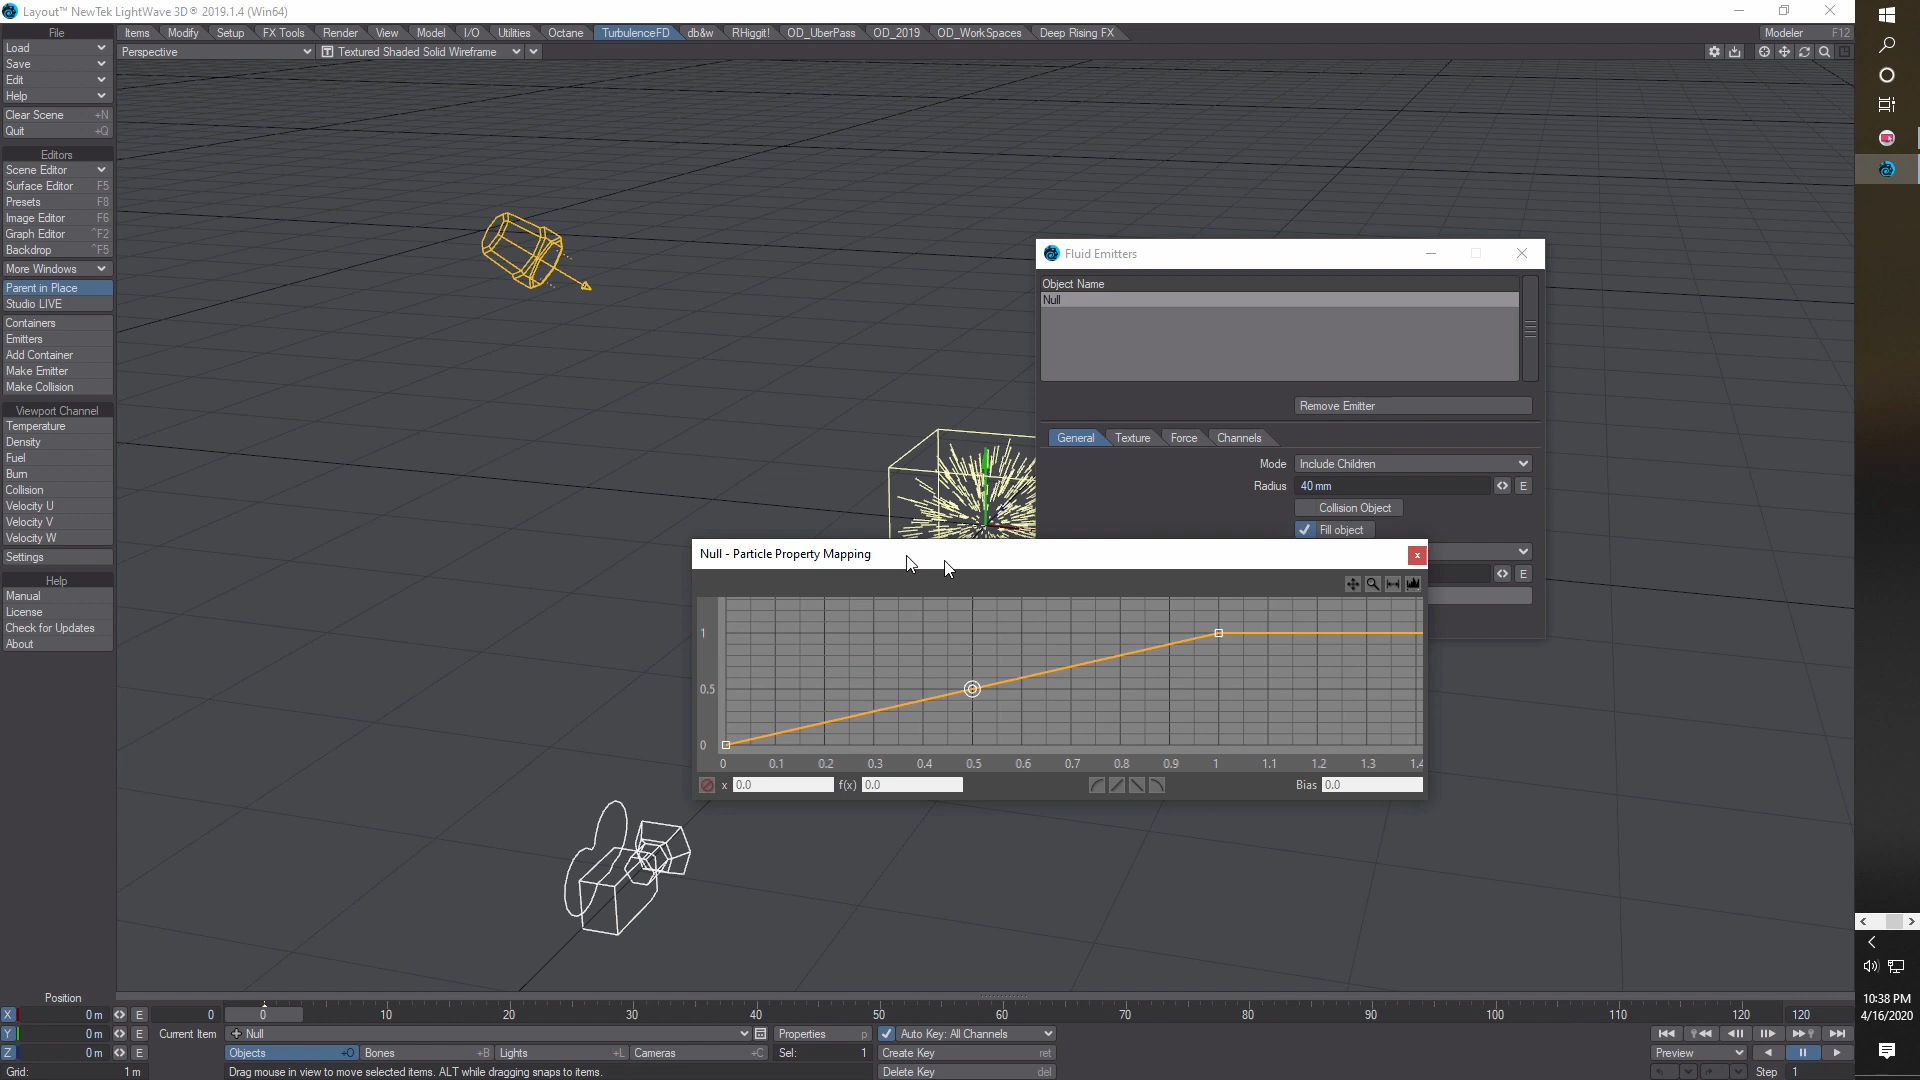 Layout™ NewTek LightWave 3D® 2019.1.4 (Win64)
File
Items
Modify
Setup
FX Tools
Render
View
Model
I/O
Utilities
Octane
TurbulenceFD
db&w
RHiggit!
OD_UberPass
OD_2019
OD_WorkSpaces
Deep Rising FX
Modeler F12
Load
Perspective
T Textured Shaded Solid Wireframe
Save
Edit
Help
Clear Scene +N
Quit +Q
Editors
Scene Editor
Surface Editor F5
Presets F8
Image Editor F6
Graph Editor ^F2
Backdrop ^F5
More Windows
Parent in Place
Studio LIVE
Containers
Emitters
Add Container
Make Emitter
Make Collision
Viewport Channel
Temperature
Density
Fuel
Burn
Collision
Velocity U
Velocity V
Velocity W
Settings
Help
Manual
License
Check for Updates
About
Fluid Emitters
Object Name
Null
Remove Emitter
General
Texture
Force
Channels
Mode Include Children
Radius 40 mm E
Collision Object
Fill object
E
Null - Particle Property Mapping
x
1
0.5
0
0 0.1 0.2 0.3 0.4 0.5 0.6 0.7 0.8 0.9 1 1.1 1.2 1.3 1.4
x 0.0 f(x) 0.0 Bias 0.0
10:38 PM
4/16/2020
Position
X 0 m E 0
0 10 20 30 40 50 60 70 80 90 100 110 120 120
Y 0 m E Current Item Null Properties p Auto Key: All Channels
Z 0 m E Objects +O Bones +B Lights +L Cameras +C Sel: 1 Create Key ret Preview
Grid: 1 m Drag mouse in view to move selected items. ALT while dragging snaps to items. Delete Key del Step 1